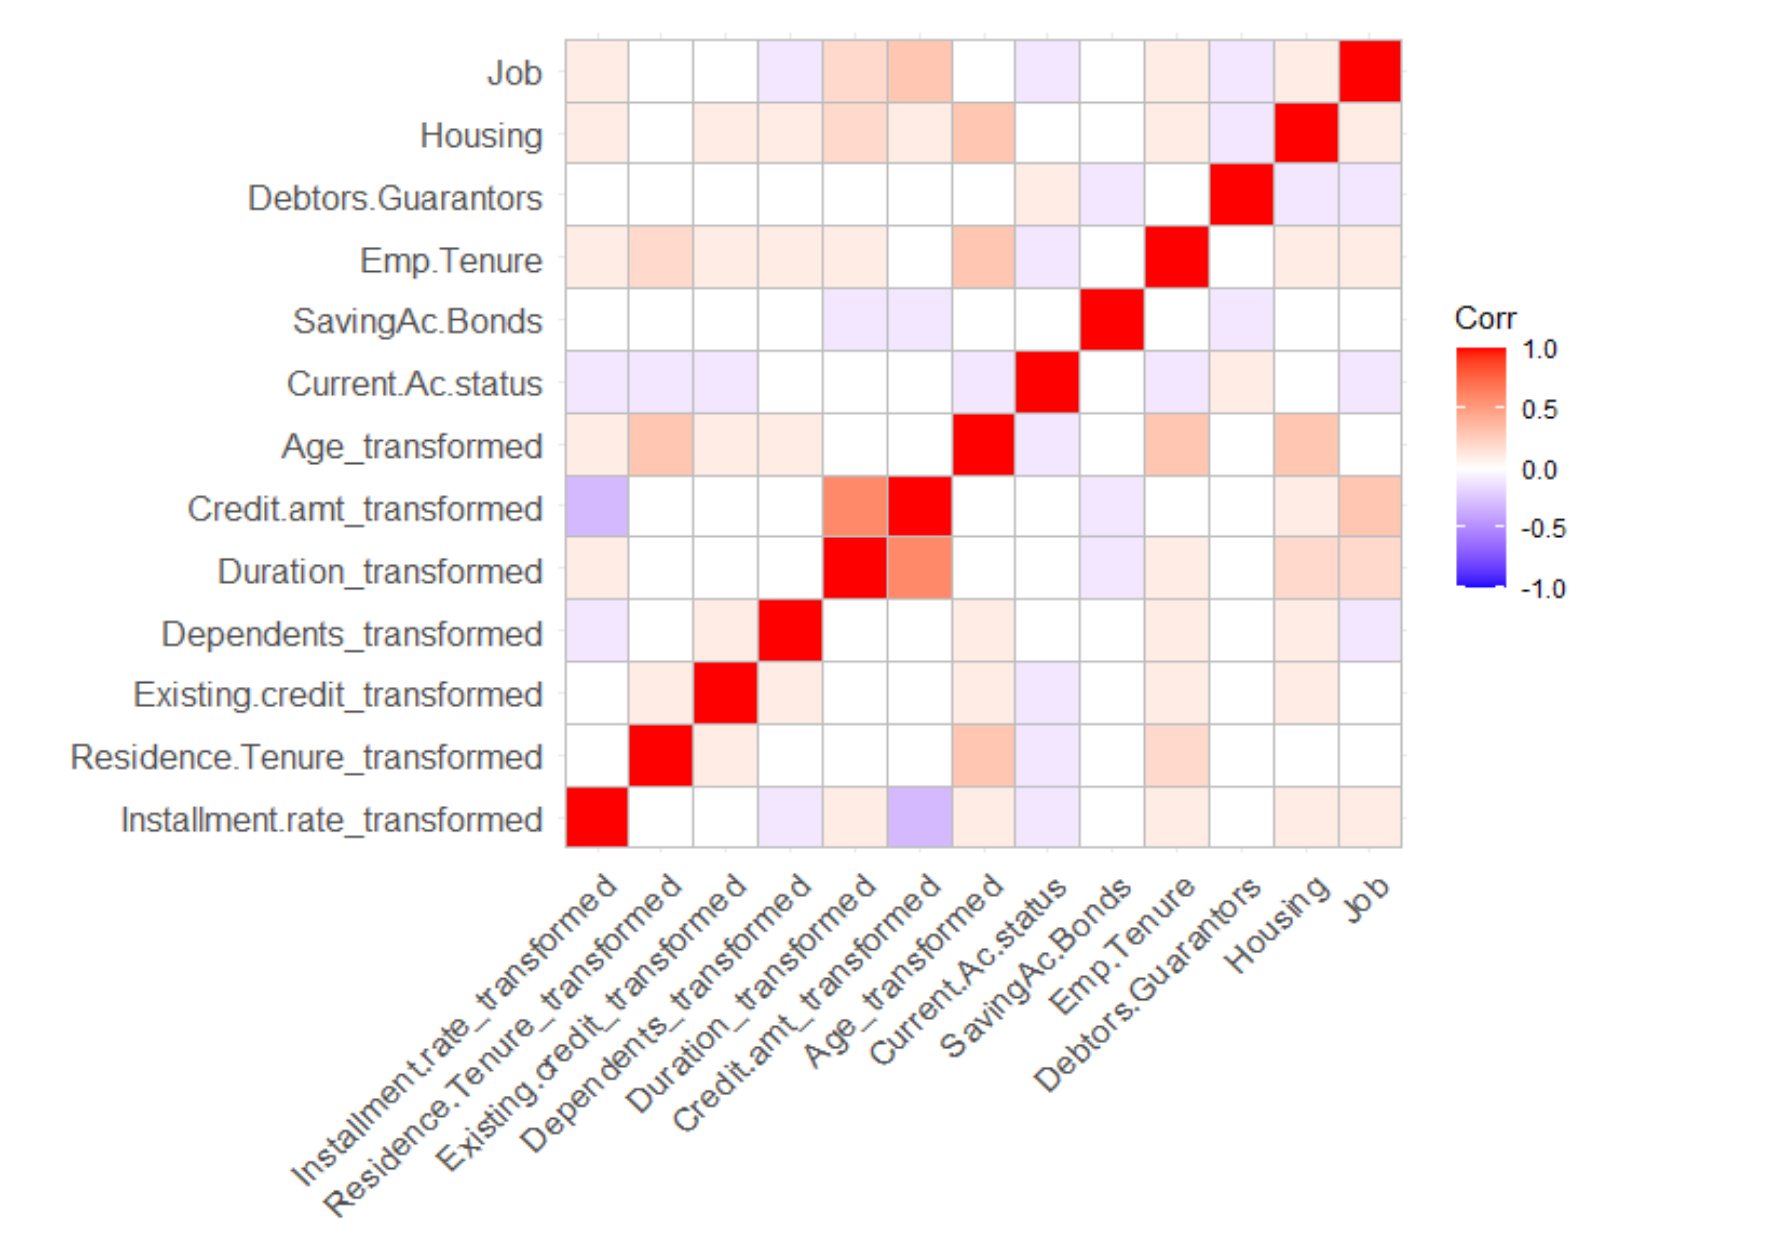 Job
Housing
Debtors.Guarantors
Emp.Tenure
SavingAc.Bonds
Current.Ac.status
Age_transformed
Credit.amt_transformed
Duration_transformed
Dependents_transformed
Existing.credit_transformed
Residence.Tenure_transformed
Installment.rate_transformed
Installment.rate_transformed
Residence.Tenure_transformed
Existing.credit_transformed
Dependents_transformed
Duration_transformed
Credit.amt_transformed
Age_transformed
Current.Ac.status
SavingAc.Bonds
Emp.Tenure
Debtors.Guarantors
Housing
Job
Corr
1.0
0.5
0.0
-0.5
-1.0